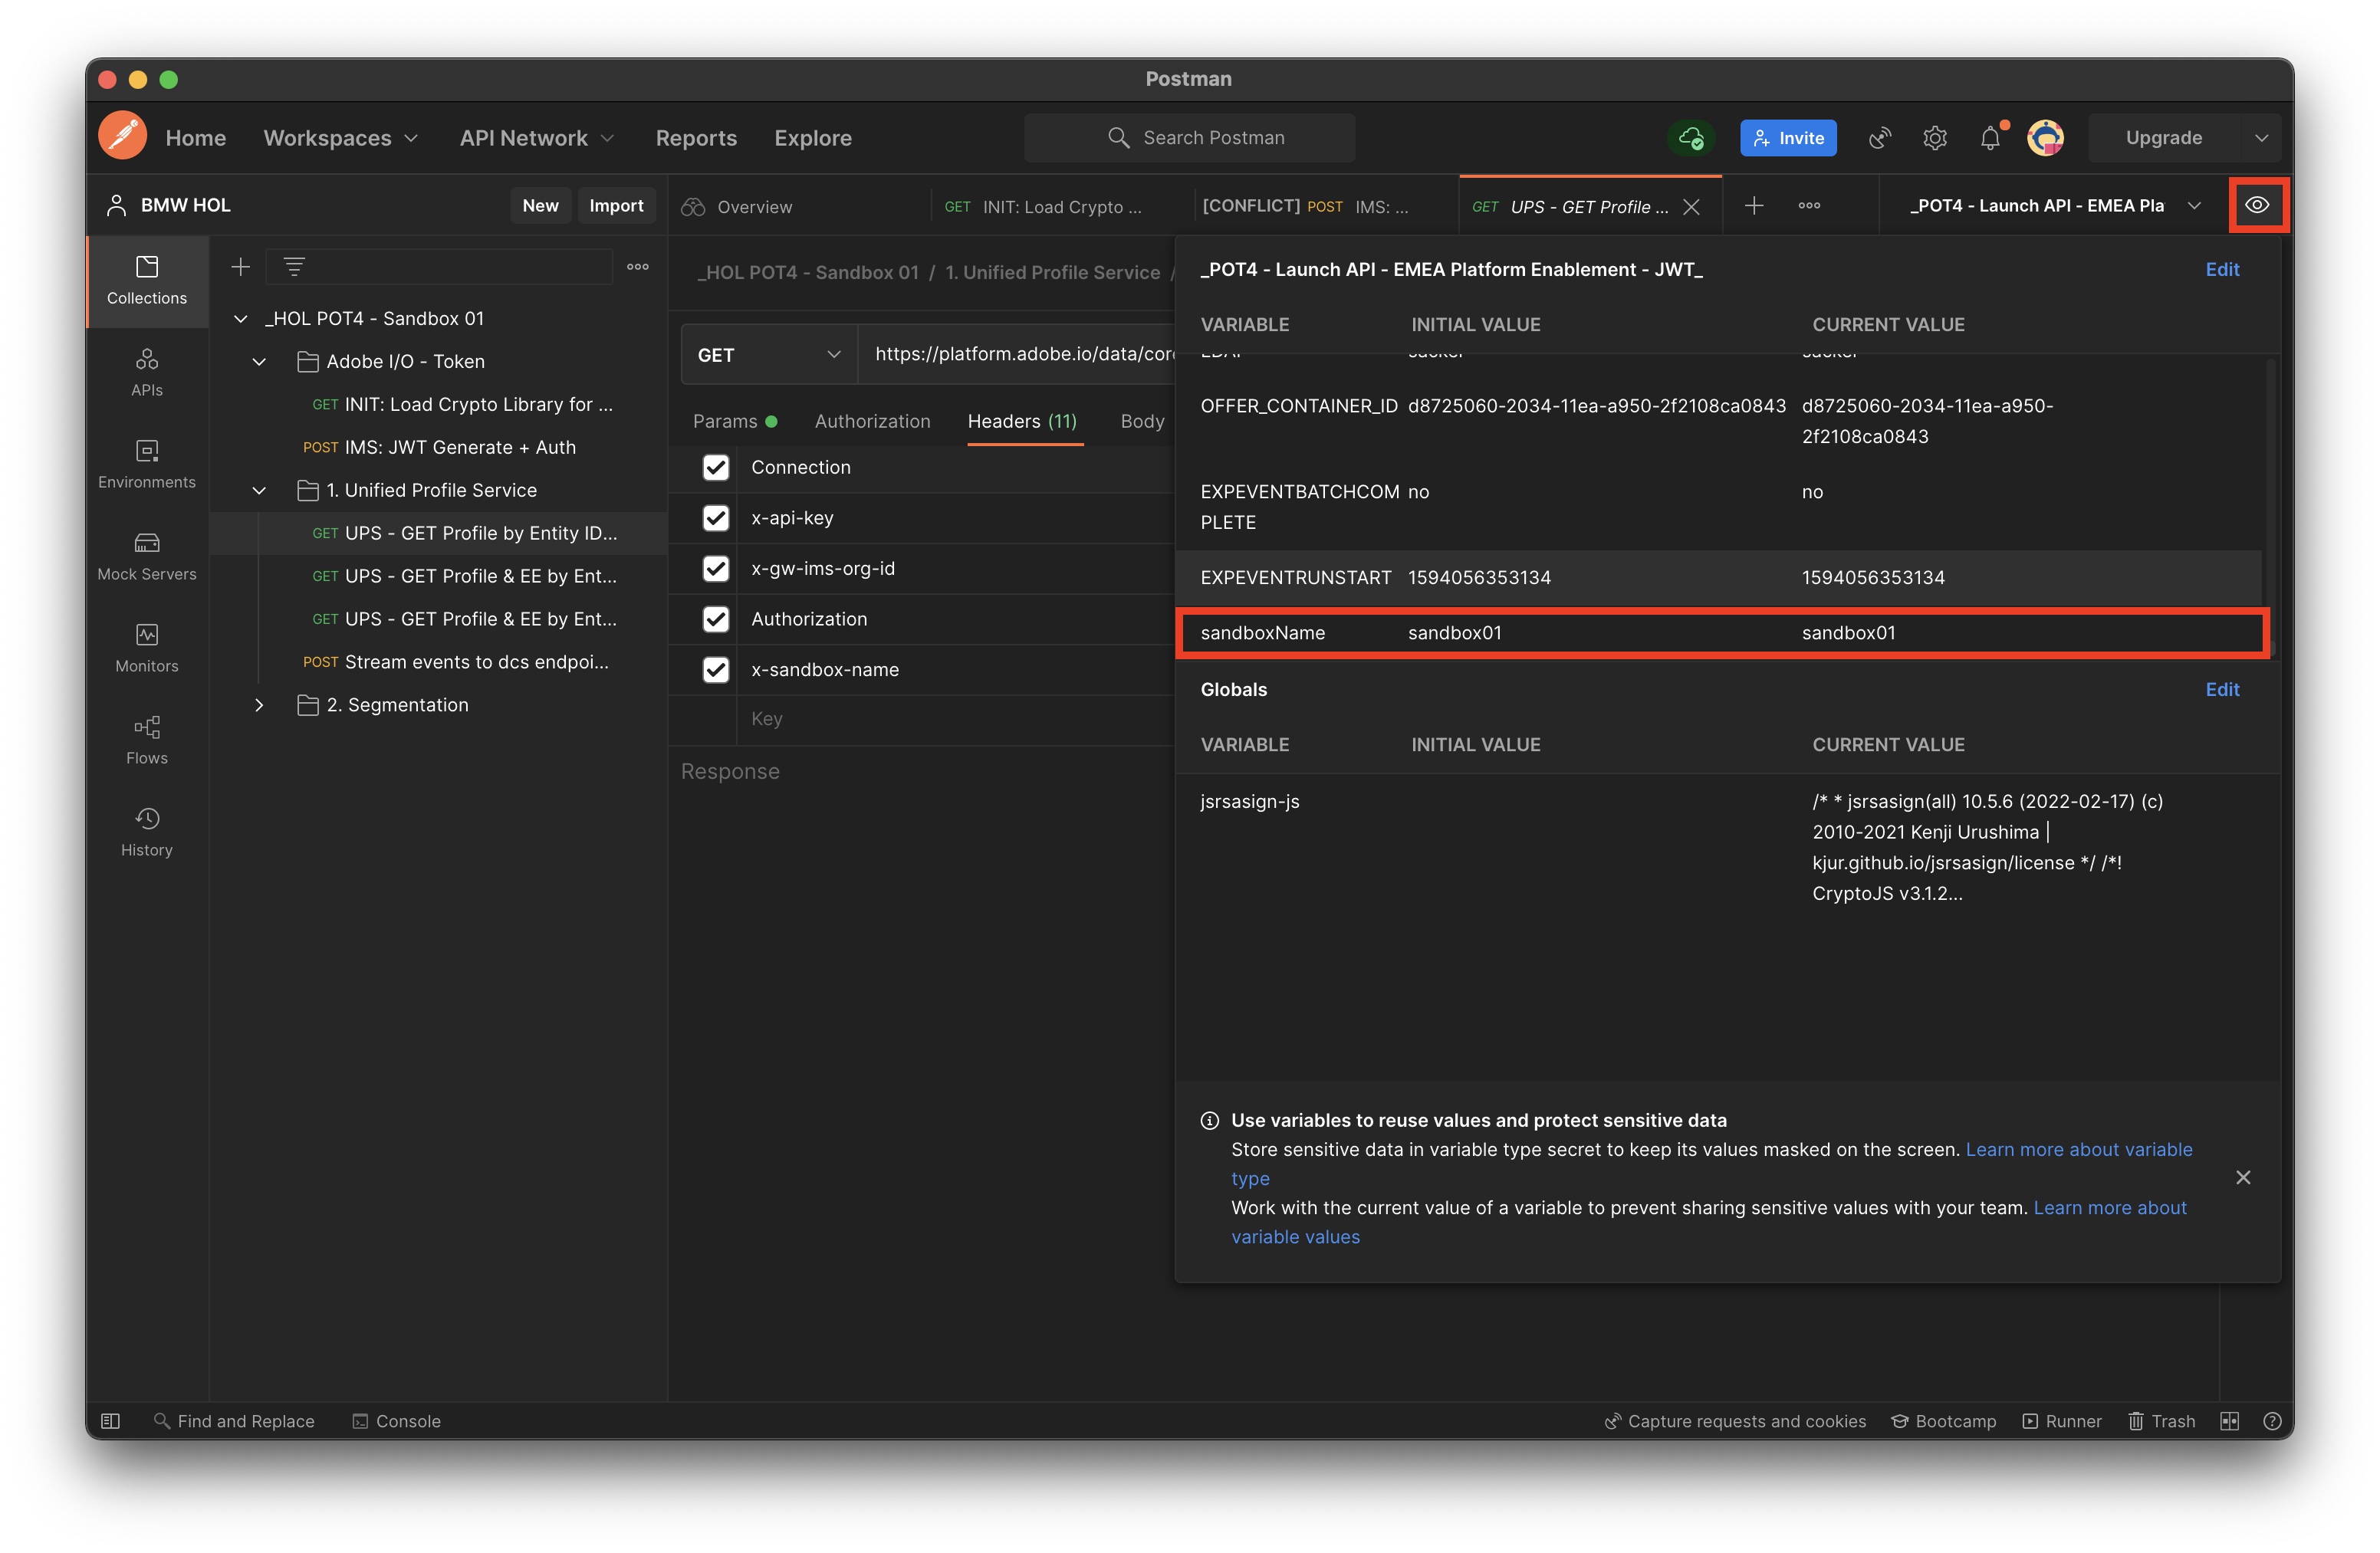 Postman
Home Workspaces API Network Reports Explore Search Postman Invite Upgrade
BMW HOL New Import
Overview GET INIT: Load Crypto ... [CONFLICT] POST IMS: ... GET UPS - GET Profile ... ooo _POT4 - Launch API - EMEA Pla
Collections
APIs
Environments
Mock Servers
Monitors
Flows
History
_HOL POT4 - Sandbox 01
Adobe I/O - Token
GET INIT: Load Crypto Library for ...
POST IMS: JWT Generate + Auth
1. Unified Profile Service
GET UPS - GET Profile by Entity ID...
GET UPS - GET Profile & EE by Ent...
GET UPS - GET Profile & EE by Ent...
POST Stream events to dcs endpoi...
2. Segmentation
_HOL POT4 - Sandbox 01 / 1. Unified Profile Service /
GET https://platform.adobe.io/data/cor
Params Authorization Headers (11) Body
Connection
x-api-key
x-gw-ims-org-id
Authorization
x-sandbox-name
Key
Response
_POT4 - Launch API - EMEA Platform Enablement - JWT_ Edit
VARIABLE INITIAL VALUE CURRENT VALUE
OFFER_CONTAINER_ID d8725060-2034-11ea-a950-2f2108ca0843 d8725060-2034-11ea-a950-
2f2108ca0843
EXPEVENTBATCHCOM no no
PLETE
EXPEVENTRUNSTART 1594056353134 1594056353134
sandboxName sandbox01 sandbox01
Globals Edit
VARIABLE INITIAL VALUE CURRENT VALUE
jsrsasign-js /* * jsrsasign(all) 10.5.6 (2022-02-17) (c)
2010-2021 Kenji Urushima |
kjur.github.io/jsrsasign/license */ /*!
CryptoJS v3.1.2...
Use variables to reuse values and protect sensitive data
Store sensitive data in variable type secret to keep its values masked on the screen. Learn more about variable
type
Work with the current value of a variable to prevent sharing sensitive values with your team. Learn more about
variable values
Find and Replace Console Capture requests and cookies Bootcamp Runner Trash